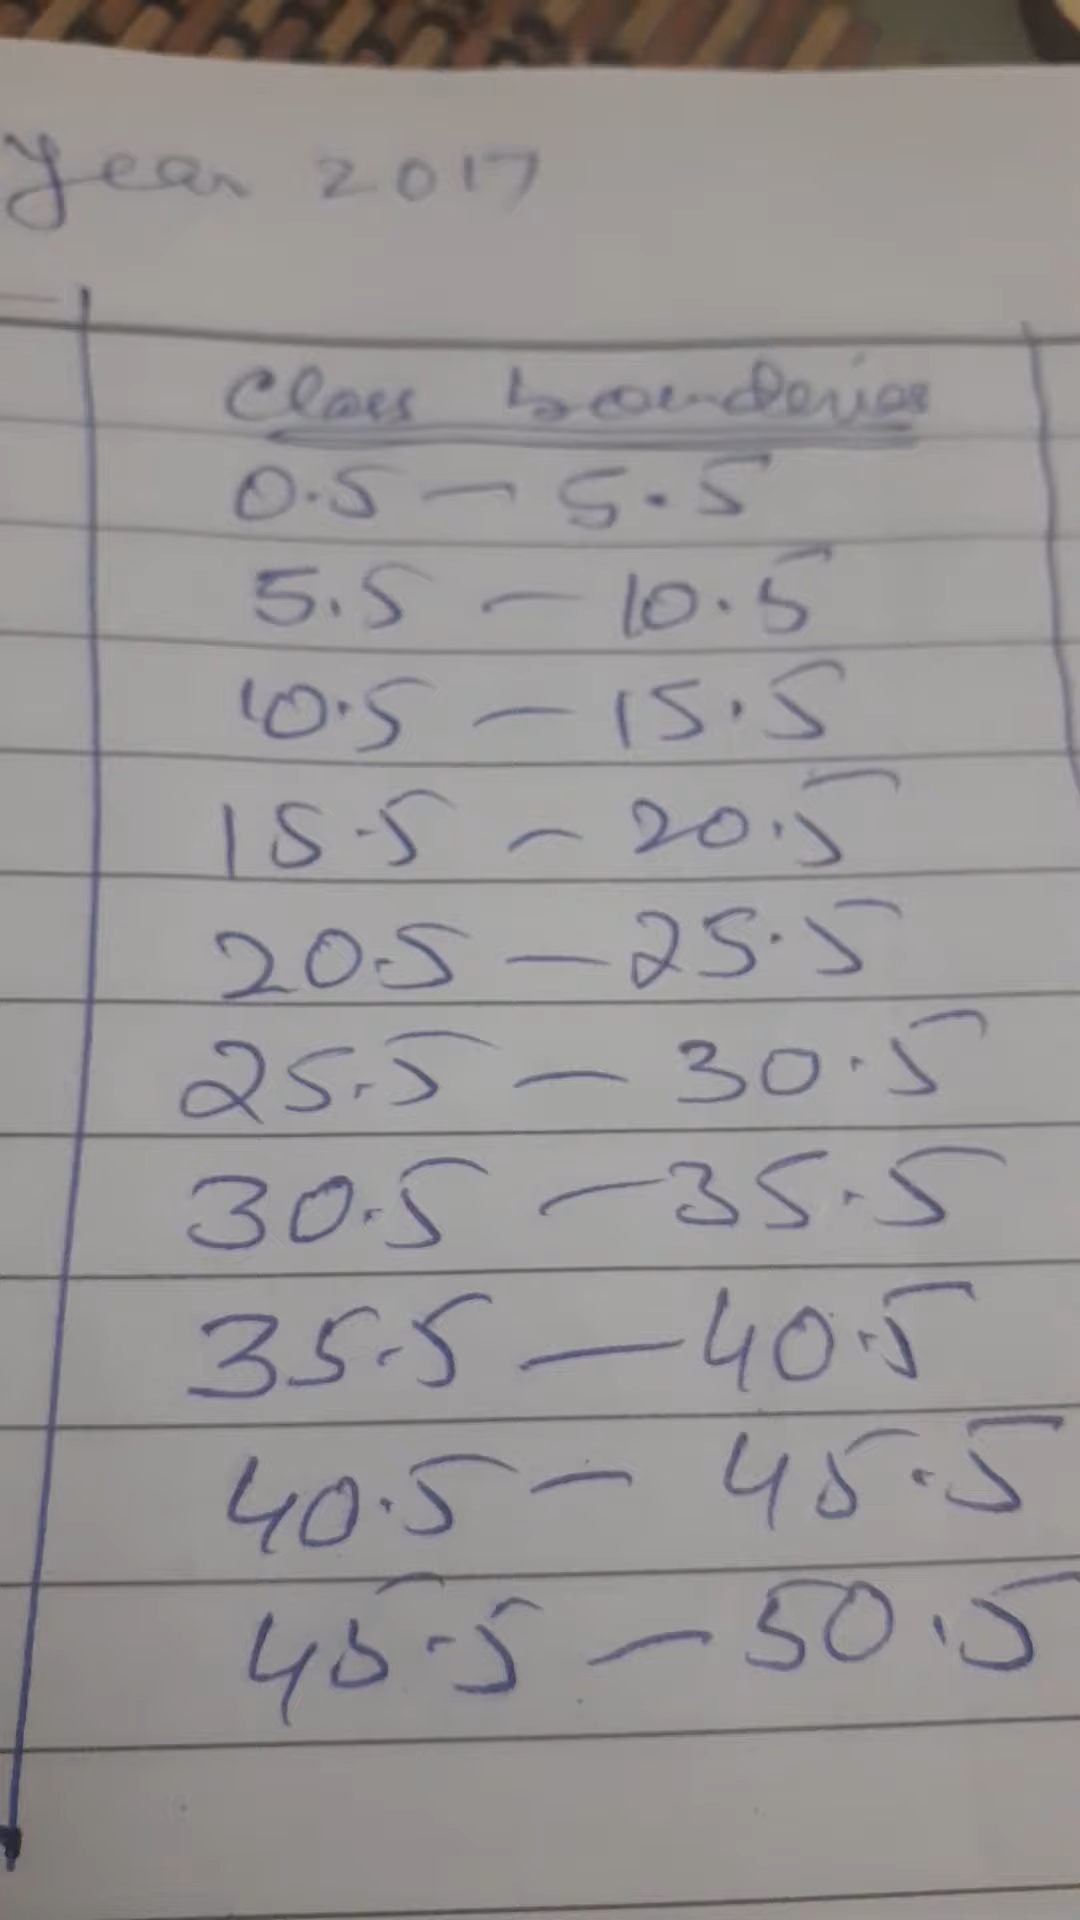 Year 2017
Class bounderies
0.5 – 5.5
5.5 – 10.5
10.5 – 15.5
15.5 – 20.5
20.5 – 25.5
25.5 – 30.5
30.5 – 35.5
35.5 – 40.5
40.5 – 45.5
45.5 – 50.5